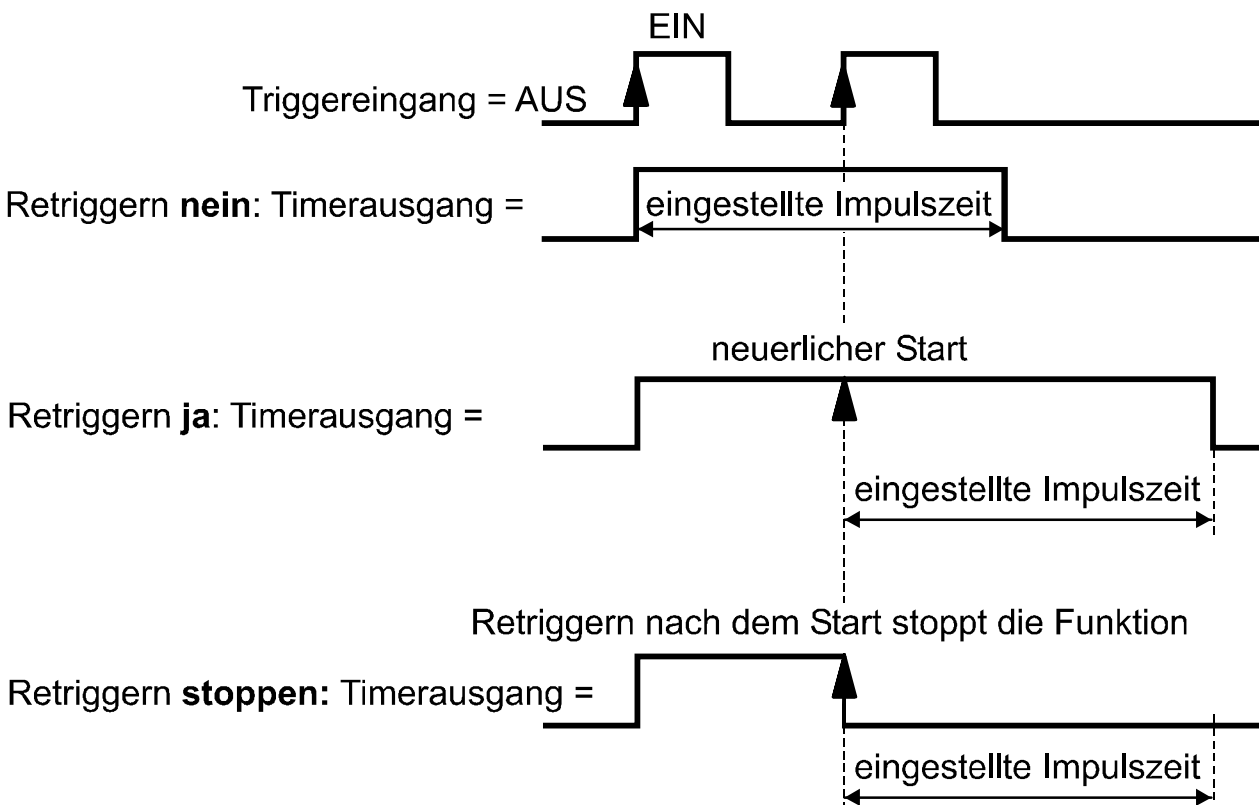 EIN
Triggereingang = AUS
Retriggern nein: Timerausgang =
eingestellte Impulszeit
neuerlicher Start
Retriggern ja: Timerausgang =
eingestellte Impulszeit
Retriggern nach dem Start stoppt die Funktion
Retriggern stoppen: Timerausgang =
eingestellte Impulszeit